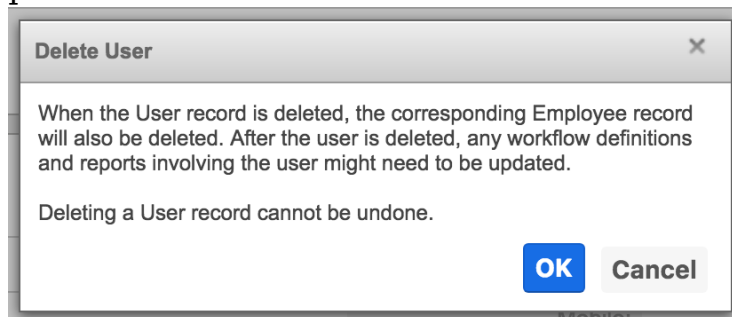 Delete User
×
When the User record is deleted, the corresponding Employee record
will also be deleted. After the user is deleted, any workflow definitions
and reports involving the user might need to be updated.
Deleting a User record cannot be undone.
OK Cancel